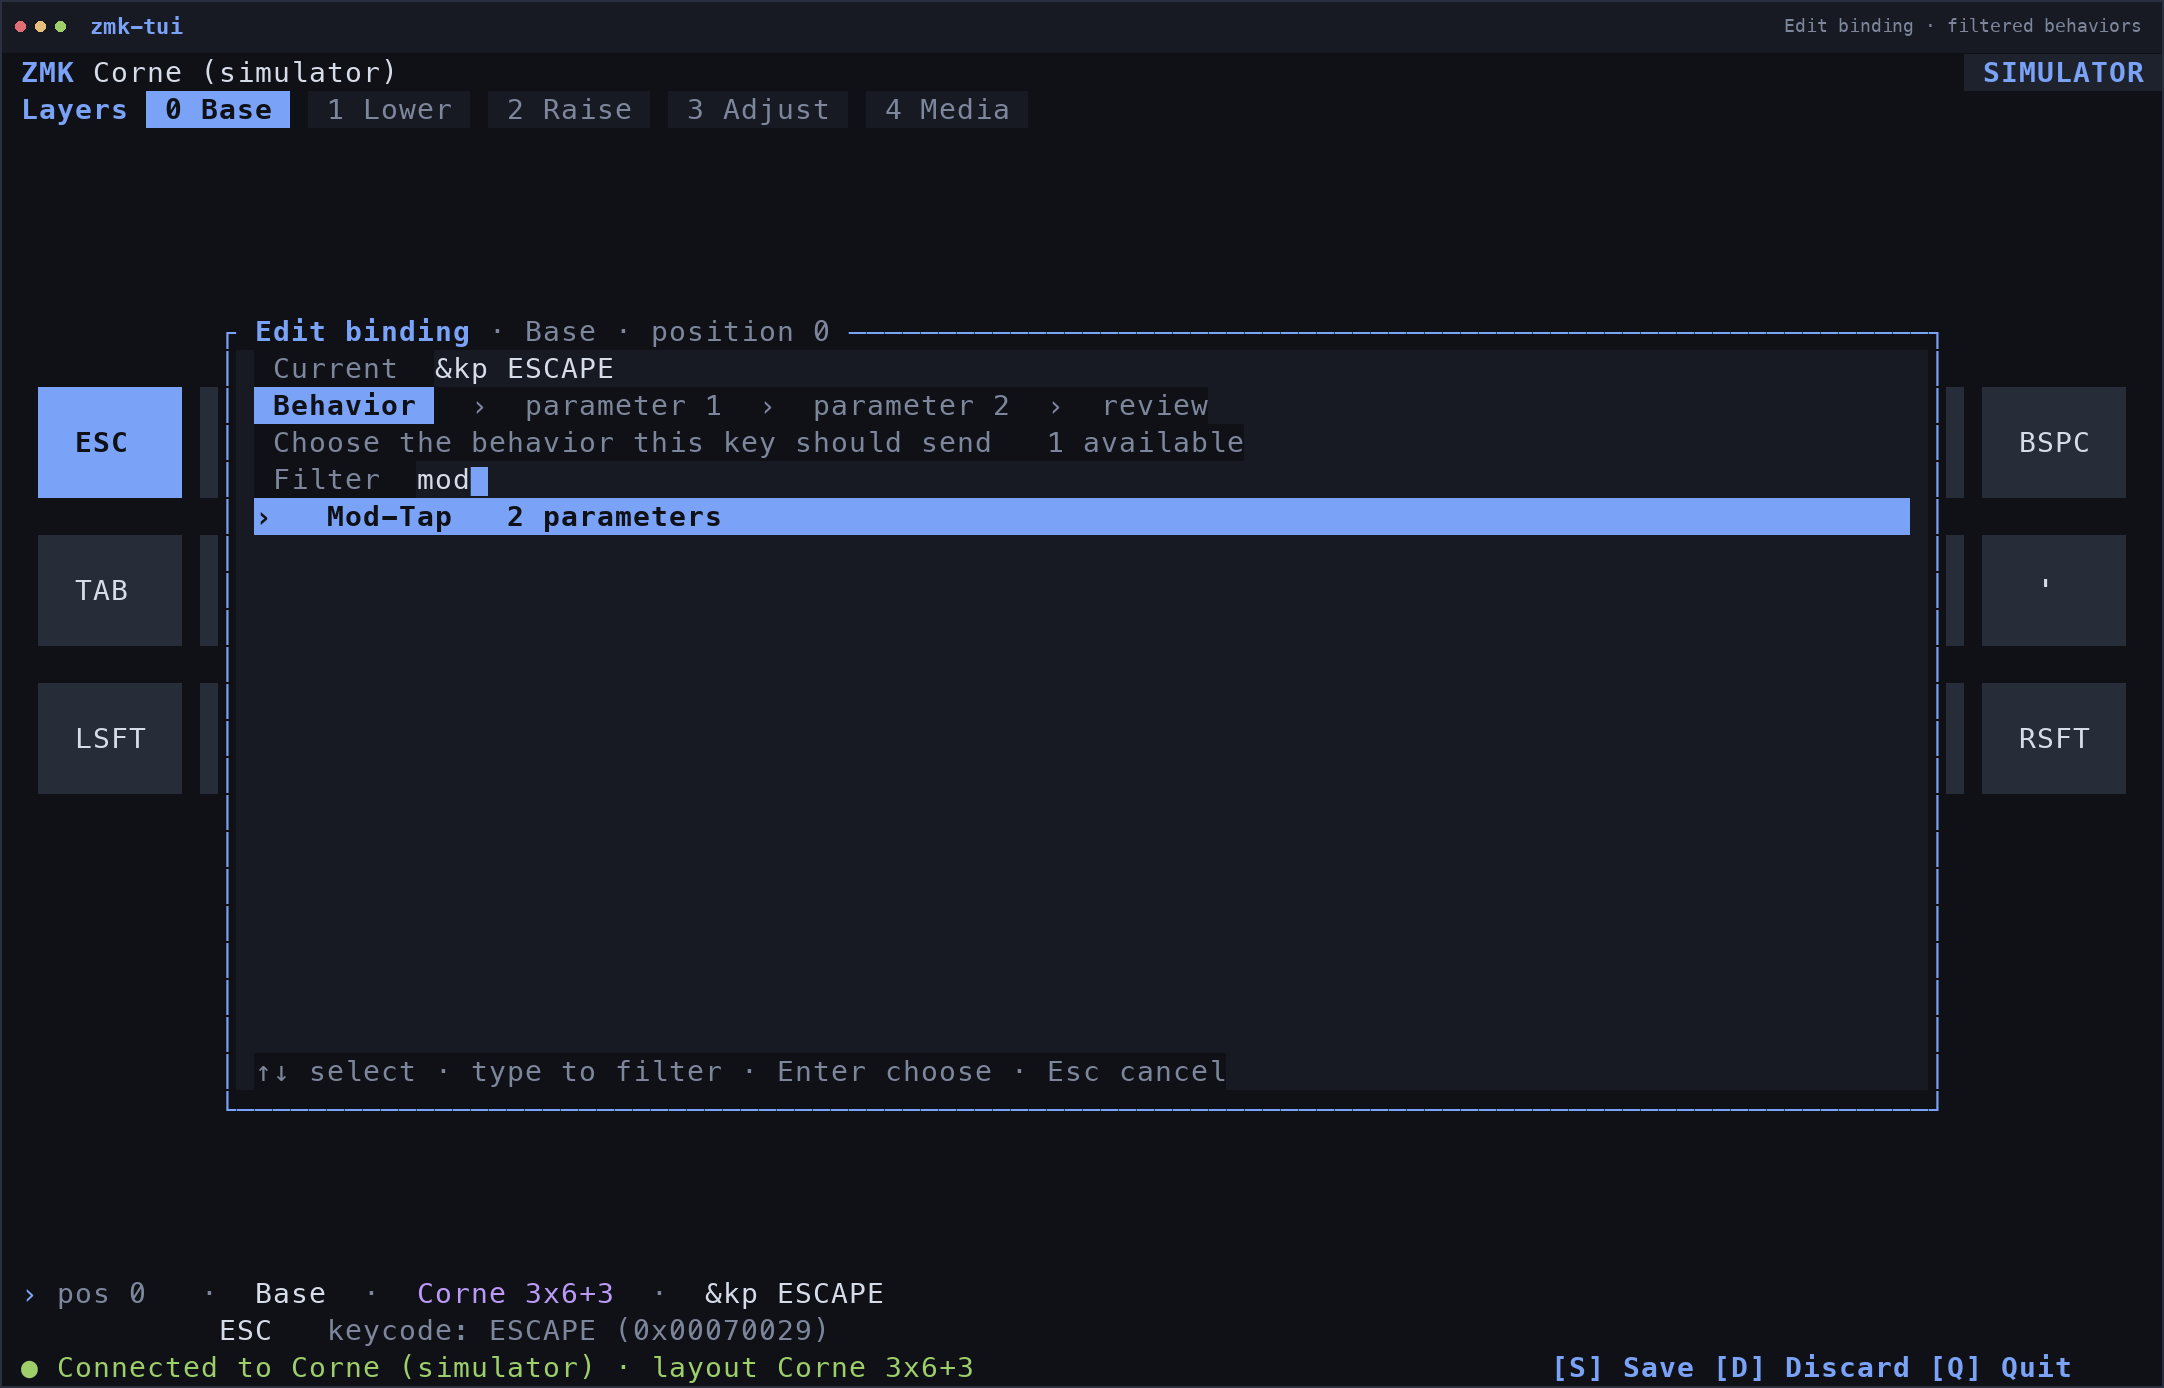 zmk-tui Edit binding · filtered behaviors
ZMK Corne (simulator) SIMULATOR
Layers 0 Base 1 Lower 2 Raise 3 Adjust 4 Media
Edit binding · Base · position 0
Current &kp ESCAPE
Behavior › parameter 1 › parameter 2 › review
ESC Choose the behavior this key should send 1 available BSPC
Filter mod
› Mod-Tap 2 parameters
TAB '
LSFT RSFT
↑↓ select · type to filter · Enter choose · Esc cancel
› pos 0 · Base · Corne 3x6+3 · &kp ESCAPE
ESC keycode: ESCAPE (0x00070029)
● Connected to Corne (simulator) · layout Corne 3x6+3 [S] Save [D] Discard [Q] Quit